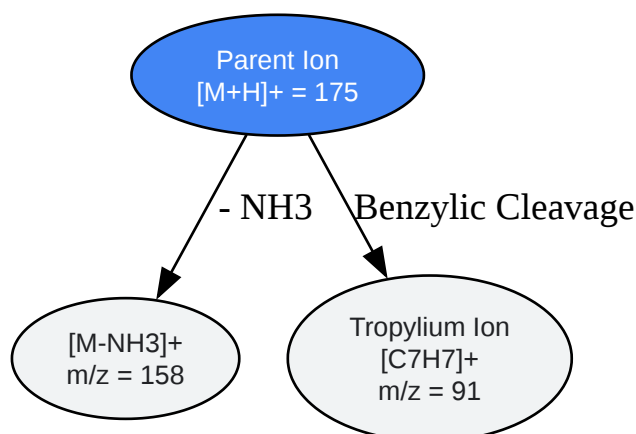 Parent Ion
[M+H]+ = 175
- NH3
Benzylic Cleavage
[M-NH3]+
m/z = 158
Tropylium Ion
[C7H7]+
m/z = 91